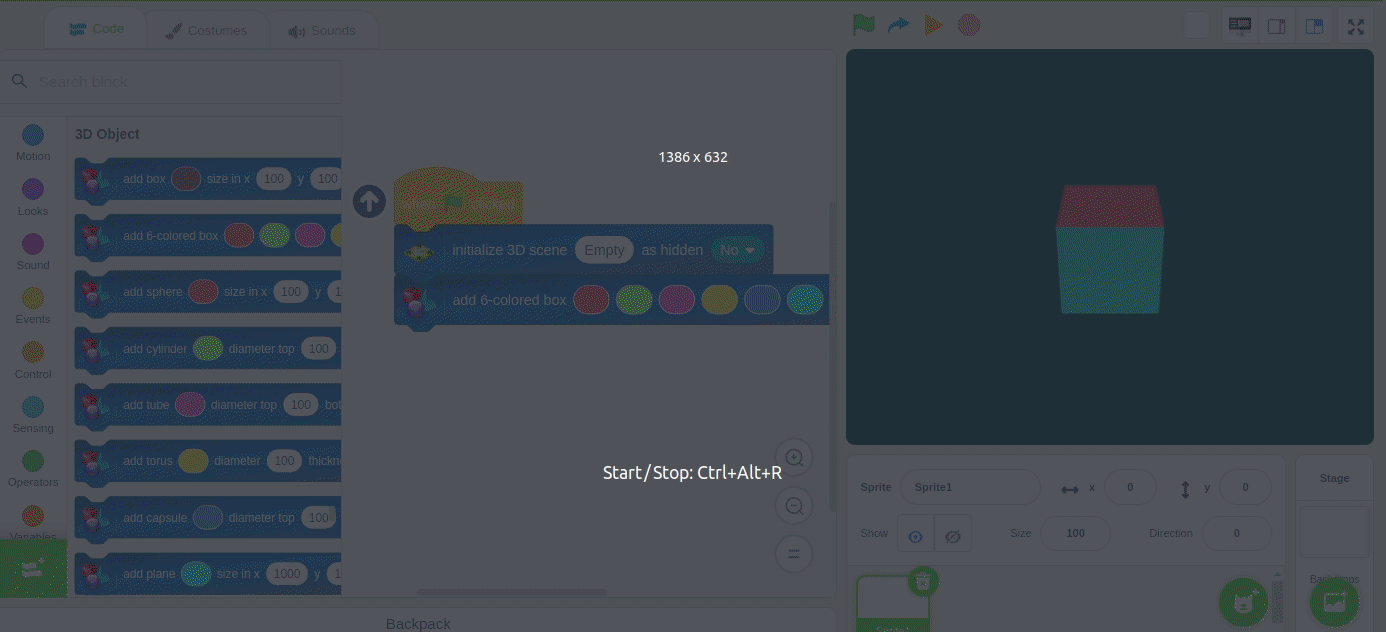 Code Costumes Sounds
Search block
3D Object
Motion
Looks
Sound
Events
Control
Sensing
Operators
Variables
add box size in x 100 y 100
add 6-colored box
add sphere size in x 100 y 1
add cylinder diameter top 100
add tube diameter top 100 bot
add torus diameter 100 thickn
add capsule diameter top 100
add plane size in x 1000 y 1
when clicked
initialize 3D scene Empty as hidden No
add 6-colored box
1386 x 632
Start/Stop: Ctrl+Alt+R
Backpack
Sprite Sprite1 x 0 y 0
Show Size 100 Direction 0
Sprite1
Stage
Backdrops